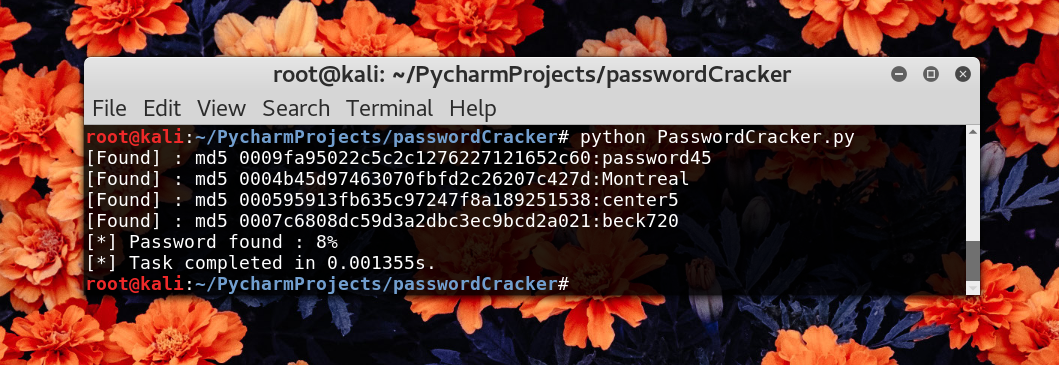 root@kali: ~/PycharmProjects/passwordCracker
File Edit View Search Terminal Help
root@kali:~/PycharmProjects/passwordCracker# python PasswordCracker.py
[Found] : md5 0009fa95022c5c2c1276227121652c60:password45
[Found] : md5 0004b45d97463070fbfd2c26207c427d:Montreal
[Found] : md5 000595913fb635c97247f8a189251538:center5
[Found] : md5 0007c6808dc59d3a2dbc3ec9bcd2a021:beck720
[*] Password found : 8%
[*] Task completed in 0.001355s.
root@kali:~/PycharmProjects/passwordCracker#